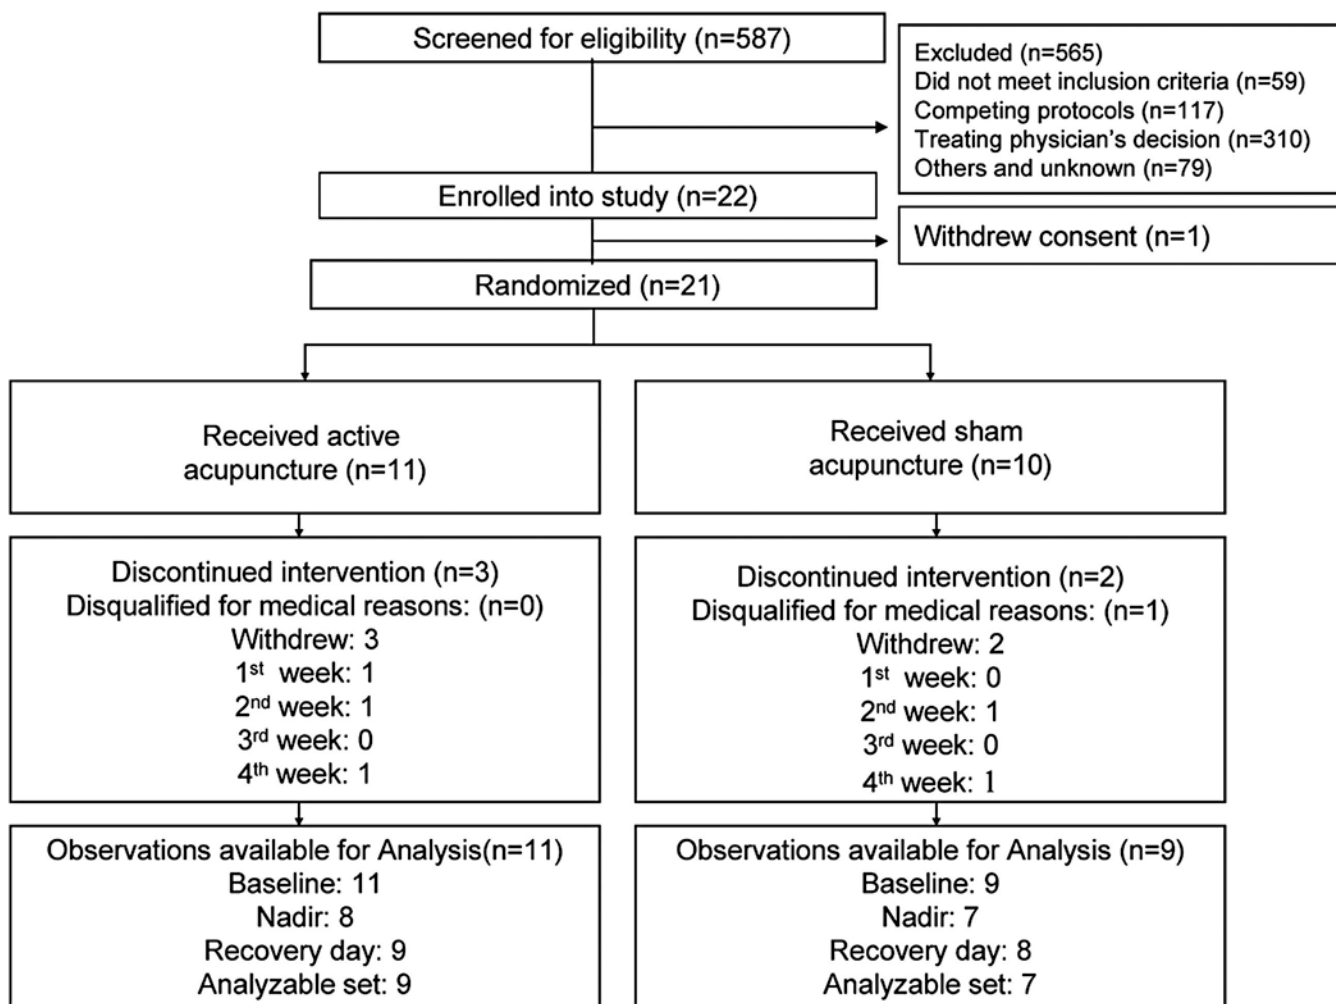 Screened for eligibility (n=587)
Excluded (n=565)
Did not meet inclusion criteria (n=59)
Competing protocols (n=117)
Treating physician's decision (n=310)
Others and unknown (n=79)
Enrolled into study (n=22)
Withdrew consent (n=1)
Randomized (n=21)
Received active
acupuncture (n=11)
Received sham
acupuncture (n=10)
Discontinued intervention (n=3)
Disqualified for medical reasons: (n=0)
Withdrew: 3
1st week: 1
2nd week: 1
3rd week: 0
4th week: 1
Discontinued intervention (n=2)
Disqualified for medical reasons: (n=1)
Withdrew: 2
1st week: 0
2nd week: 1
3rd week: 0
4th week: 1
Observations available for Analysis(n=11)
Baseline: 11
Nadir: 8
Recovery day: 9
Analyzable set: 9
Observations available for Analysis (n=9)
Baseline: 9
Nadir: 7
Recovery day: 8
Analyzable set: 7